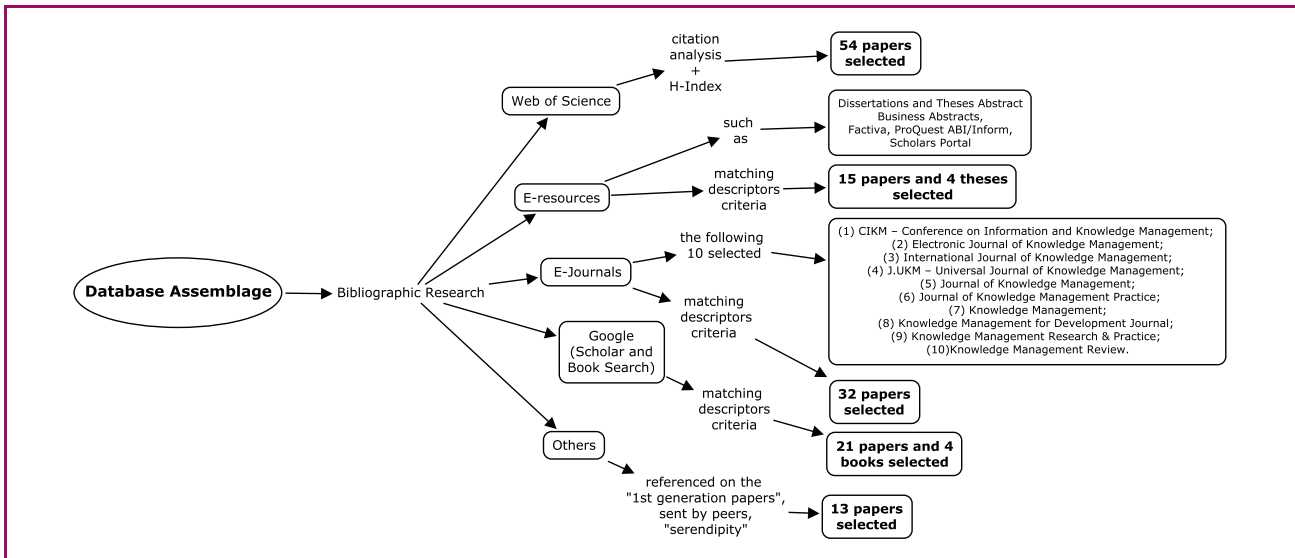 Database Assemblage
Bibliographic Research
Web of Science
citation
analysis
+
H-Index
54 papers
selected
E-resources
such
as
Dissertations and Theses Abstract
Business Abstracts,
Factiva, ProQuest ABI/Inform,
Scholars Portal
matching
descriptors
criteria
15 papers and 4 theses
selected
E-Journals
the following
10 selected
(1) CIKM – Conference on Information and Knowledge Management;
(2) Electronic Journal of Knowledge Management;
(3) International Journal of Knowledge Management;
(4) J.UKM – Universal Journal of Knowledge Management;
(5) Journal of Knowledge Management;
(6) Journal of Knowledge Management Practice;
(7) Knowledge Management;
(8) Knowledge Management for Development Journal;
(9) Knowledge Management Research & Practice;
(10)Knowledge Management Review.
matching
descriptors
criteria
32 papers
selected
Google
(Scholar and
Book Search)
matching
descriptors
criteria
21 papers and 4
books selected
Others
referenced on the
"1st generation papers",
sent by peers,
"serendipity"
13 papers
selected